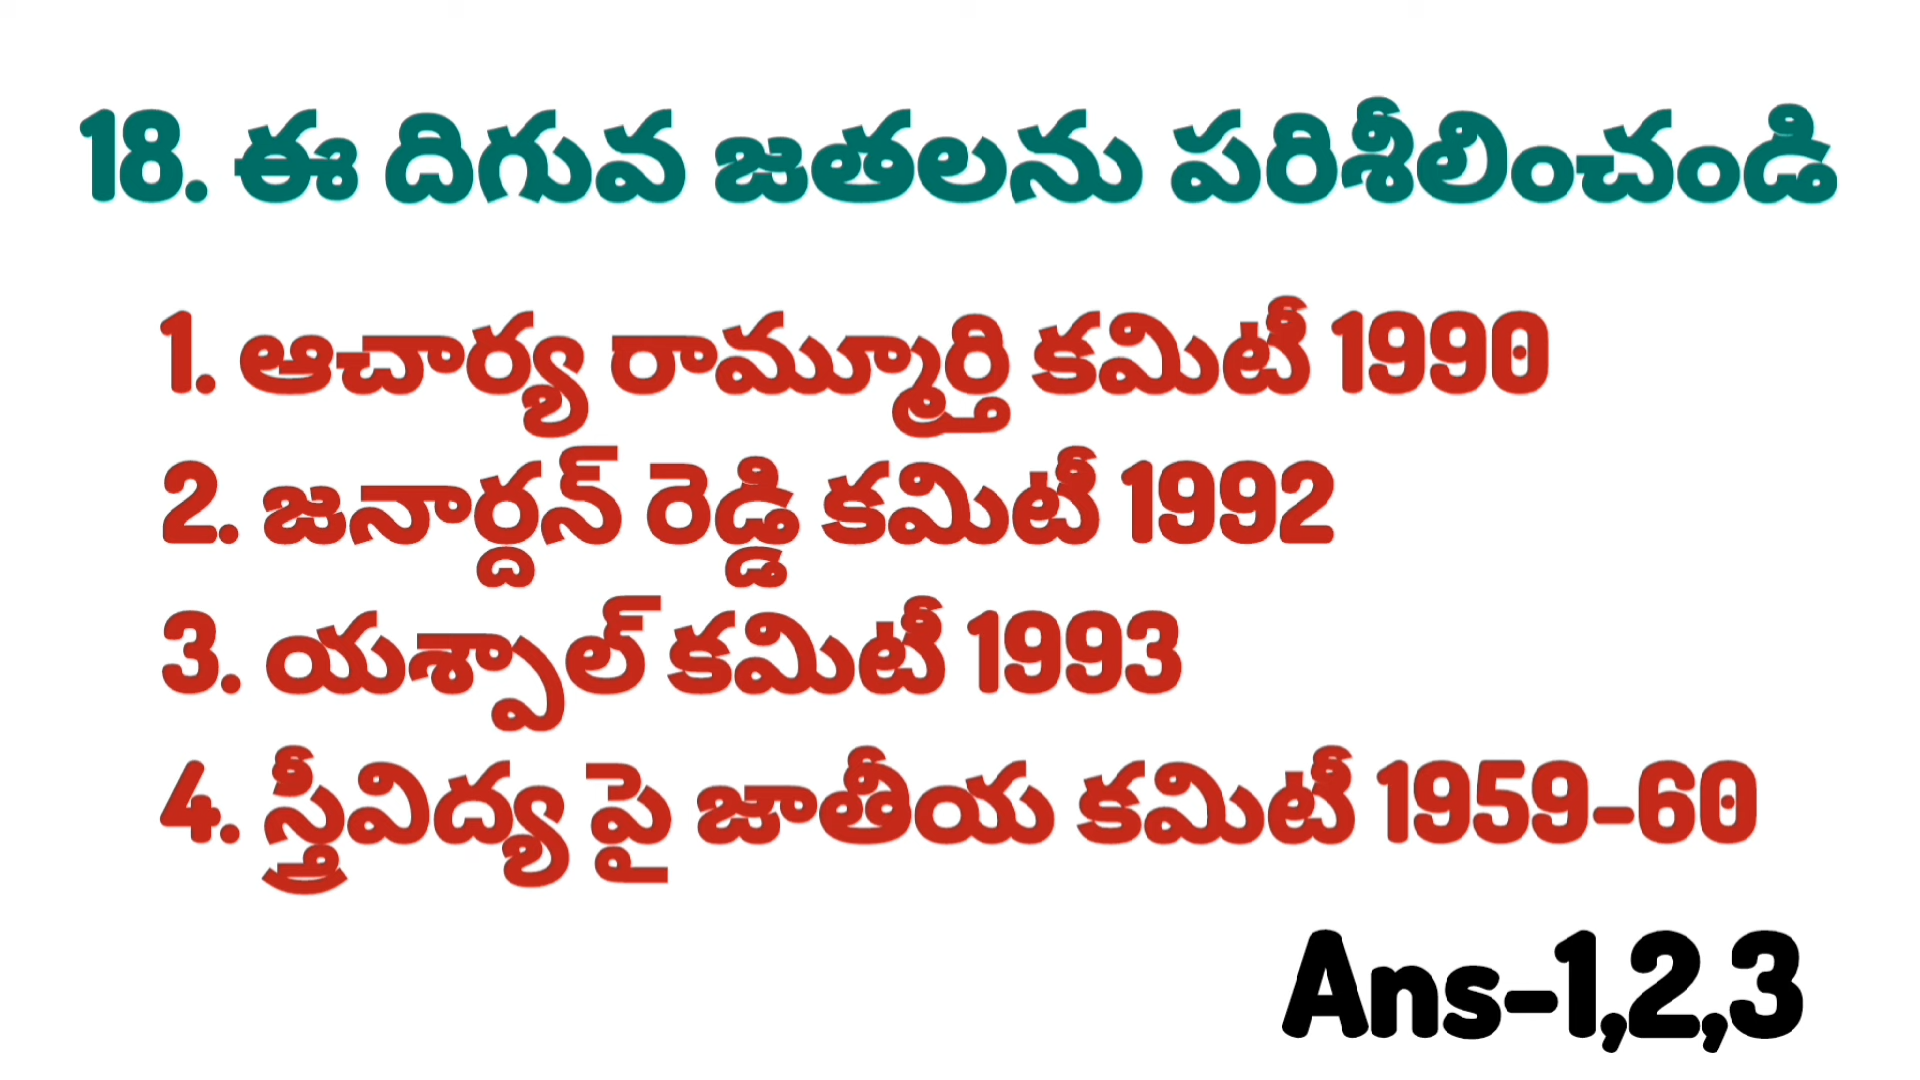 18. ఈ దిగువ జతలను పరిశీలించండి
1. ఆచార్య రామ్మూర్తి కమిటీ 1990
2. జనార్దన్ రెడ్డి కమిటీ 1992
3. యశ్పాల్ కమిటీ 1993
4. స్త్రీవిద్య పై జాతీయ కమిటీ 1959-60
Ans-1,2,3